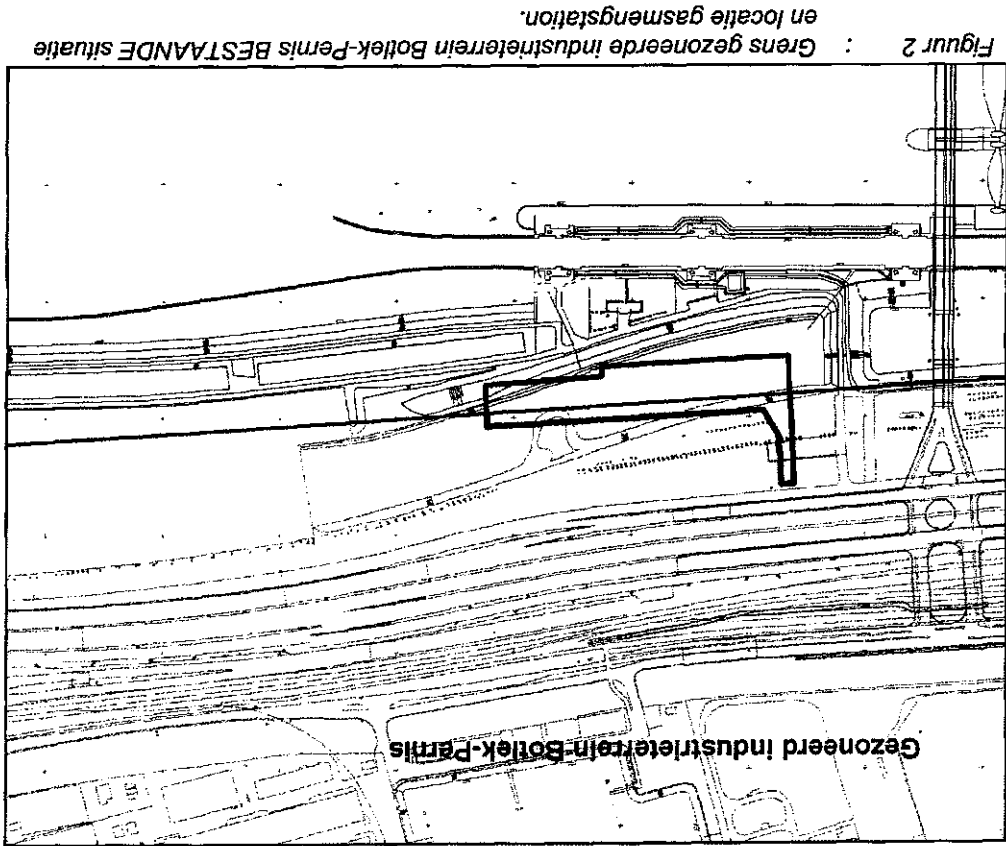 Gezoneerd industrieterrein Botlek-Pernis
Figuur 2 : Grens gezoneerde industrieterrein Botlek-Pernis BESTAANDE situatie
en locatie gasmengstation.